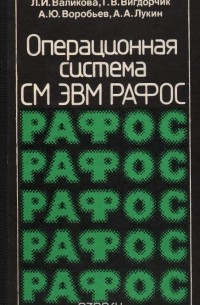 Л.И. Валикова, Г.В. Вигдорчик
А.Ю. Воробьев, А.А. Лукин
Операционная
система
СМ ЭВМ РАФОС
РАФОС
РАФОС
РАФОС
РАФОС
РАФОС